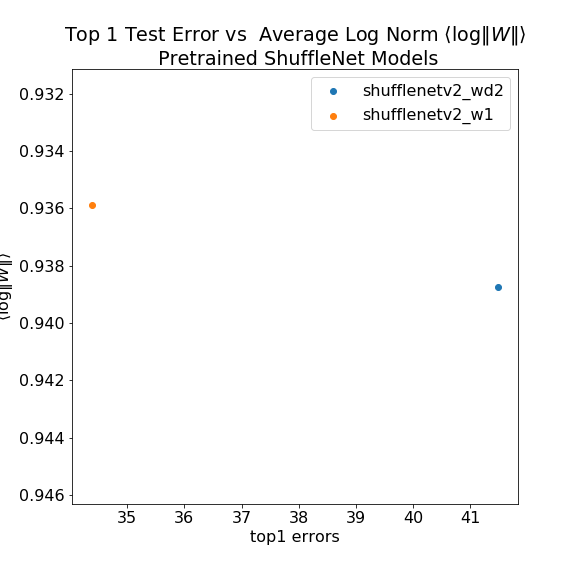 Top 1 Test Error vs  Average Log Norm ⟨log‖W‖⟩
Pretrained ShuffleNet Models
shufflenetv2_wd2
shufflenetv2_w1
0.932
0.934
0.936
0.938
0.940
0.942
0.944
0.946
⟨log‖W‖⟩
35 36 37 38 39 40 41
top1 errors